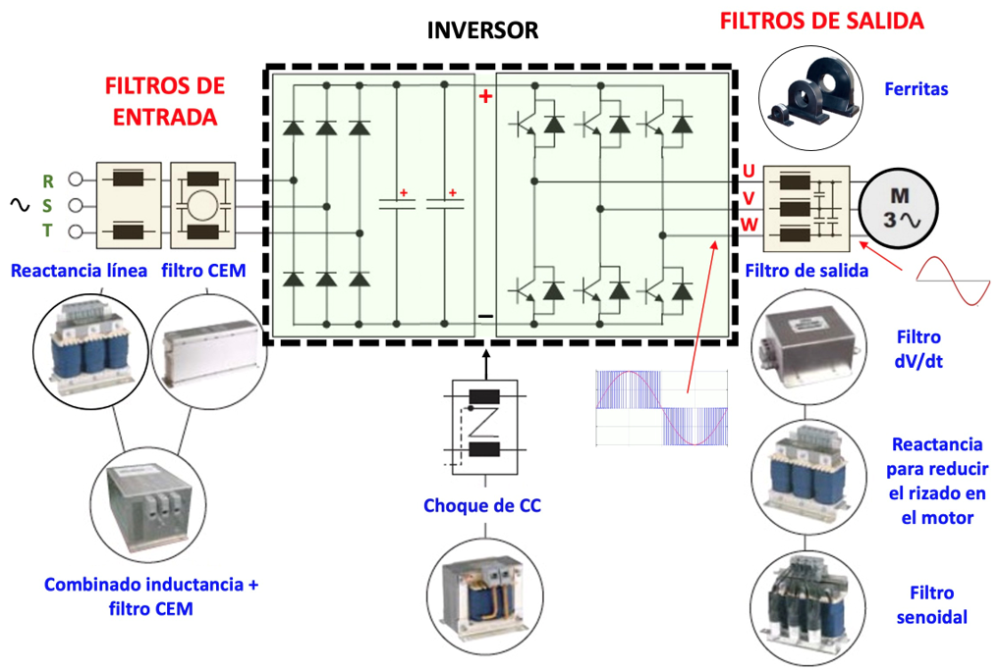 INVERSOR
FILTROS DE SALIDA
FILTROS DE
ENTRADA
Ferritas
+
R
S
T
+
+
U
V
W
M
3
Reactancia línea
filtro CEM
Filtro de salida
−
Filtro
dV/dt
Reactancia
para reducir
el rizado en
el motor
Choque de CC
Combinado inductancia +
filtro CEM
Filtro
senoidal